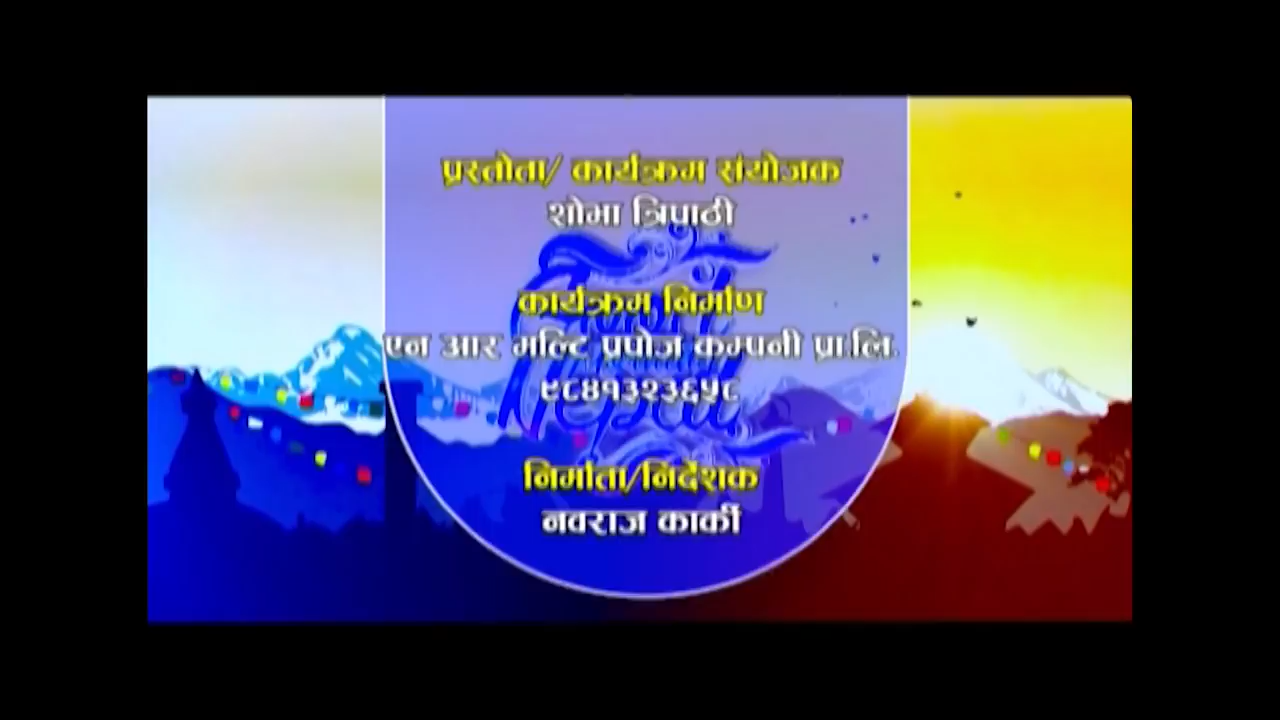 प्रस्तोता/ कार्यक्रम संयोजक
शोभा त्रिपाठी
कार्यक्रम निर्माण
एन आर मल्टि प्रपोज कम्पनी प्रा.लि.
९८४१३२३६५८
निर्माता/निर्देशक
नवराज कार्की